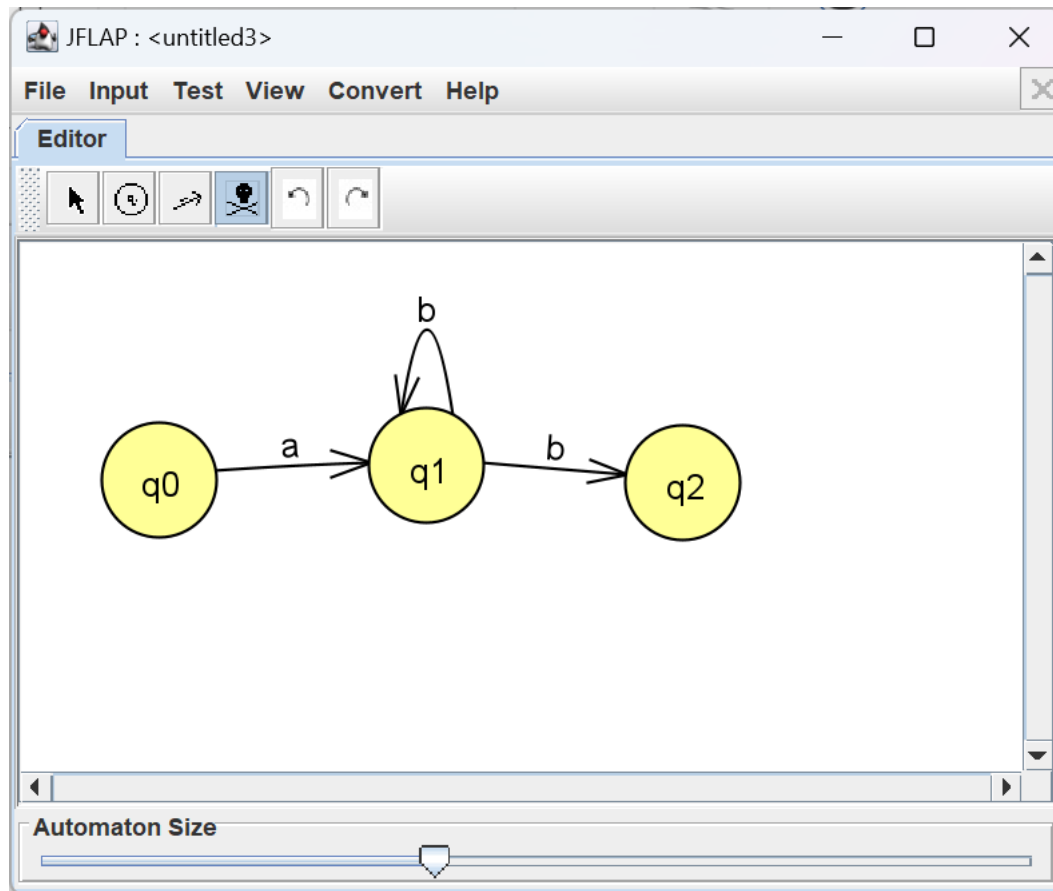 JFLAP : <untitled3>
File Input Test View Convert Help
Editor
b
a
b
q0
q1
q2
Automaton Size